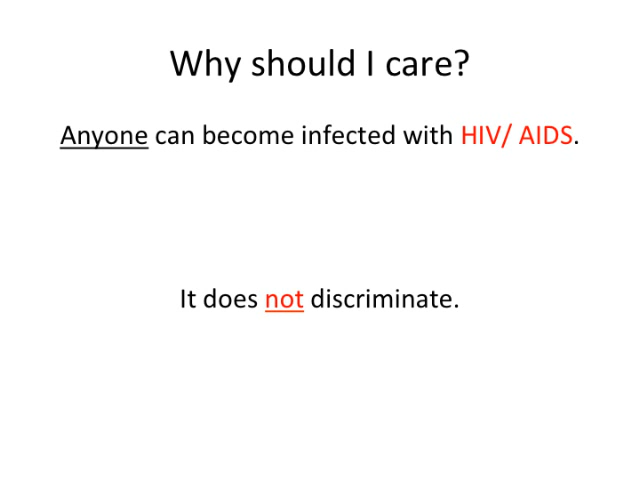 Why should I care?
Anyone can become infected with HIV/ AIDS.
It does not discriminate.